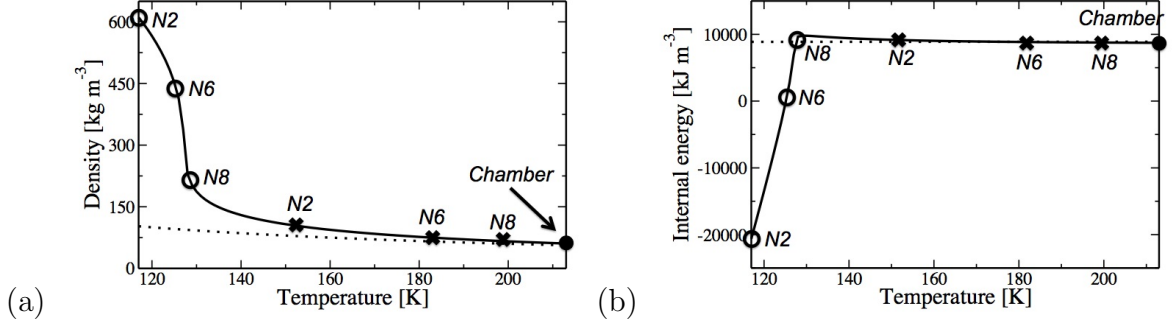 N2
N6
N8
N2
N6
N8
Chamber
600
450
300
150
0
120
140
160
180
200
Density [kg m⁻³]
Temperature [K]
(a)
Chamber
N8
N2
N6
N8
N6
N2
10000
0
-10000
-20000
120
140
160
180
200
Internal energy [kJ m⁻³]
Temperature [K]
(b)